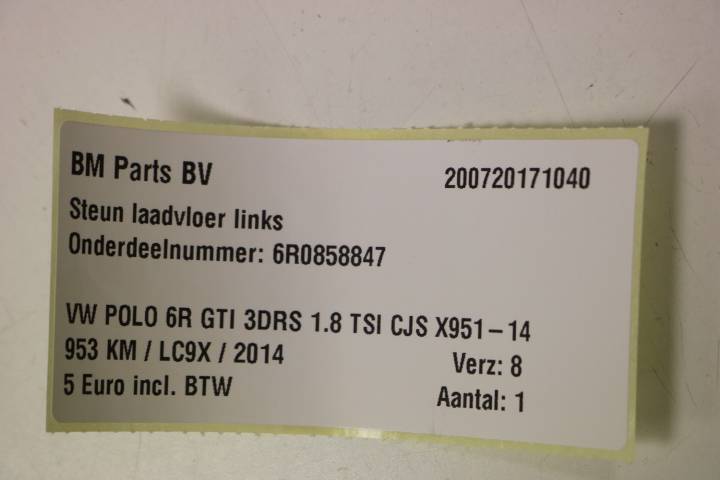 BM Parts BV 200720171040
Steun laadvloer links
Onderdeelnummer: 6R0858847
VW POLO 6R GTI 3DRS 1.8 TSI CJS X951-14
953 KM / LC9X / 2014 Verz: 8
5 Euro incl. BTW Aantal: 1